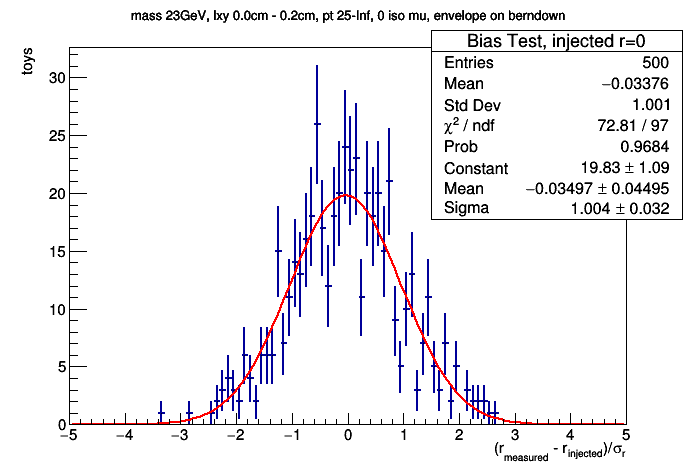 mass 23GeV, lxy 0.0cm - 0.2cm, pt 25-Inf, 0 iso mu, envelope on berndown
Bias Test, injected r=0
Entries 500
Mean −0.03376
Std Dev 1.001
χ² / ndf 72.81 / 97
Prob 0.9684
Constant 19.83 ± 1.09
Mean −0.03497 ± 0.04495
Sigma 1.004 ± 0.032
toys
30
25
20
15
10
5
0
−5 −4 −3 −2 −1 0 1 2 3 4 5
(r_measured - r_injected)/σ_r